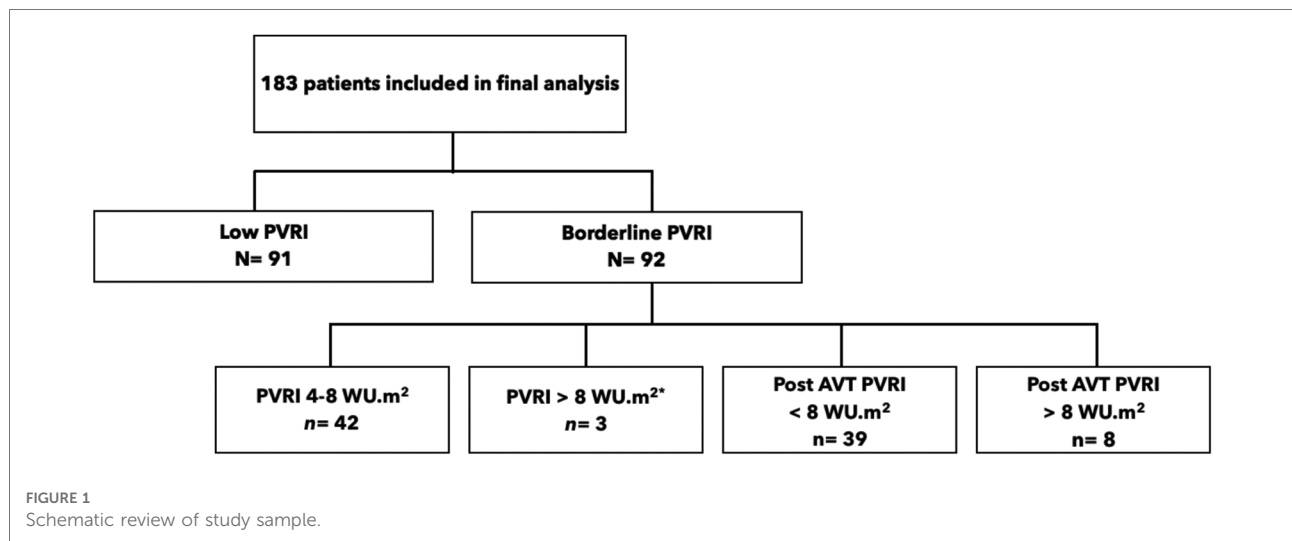 183 patients included in final analysis
Low PVRI
N= 91
Borderline PVRI
N= 92
PVRI 4-8 WU.m²
n= 42
PVRI > 8 WU.m²*
n= 3
Post AVT PVRI
< 8 WU.m²
n= 39
Post AVT PVRI
> 8 WU.m²
n= 8
FIGURE 1
Schematic review of study sample.